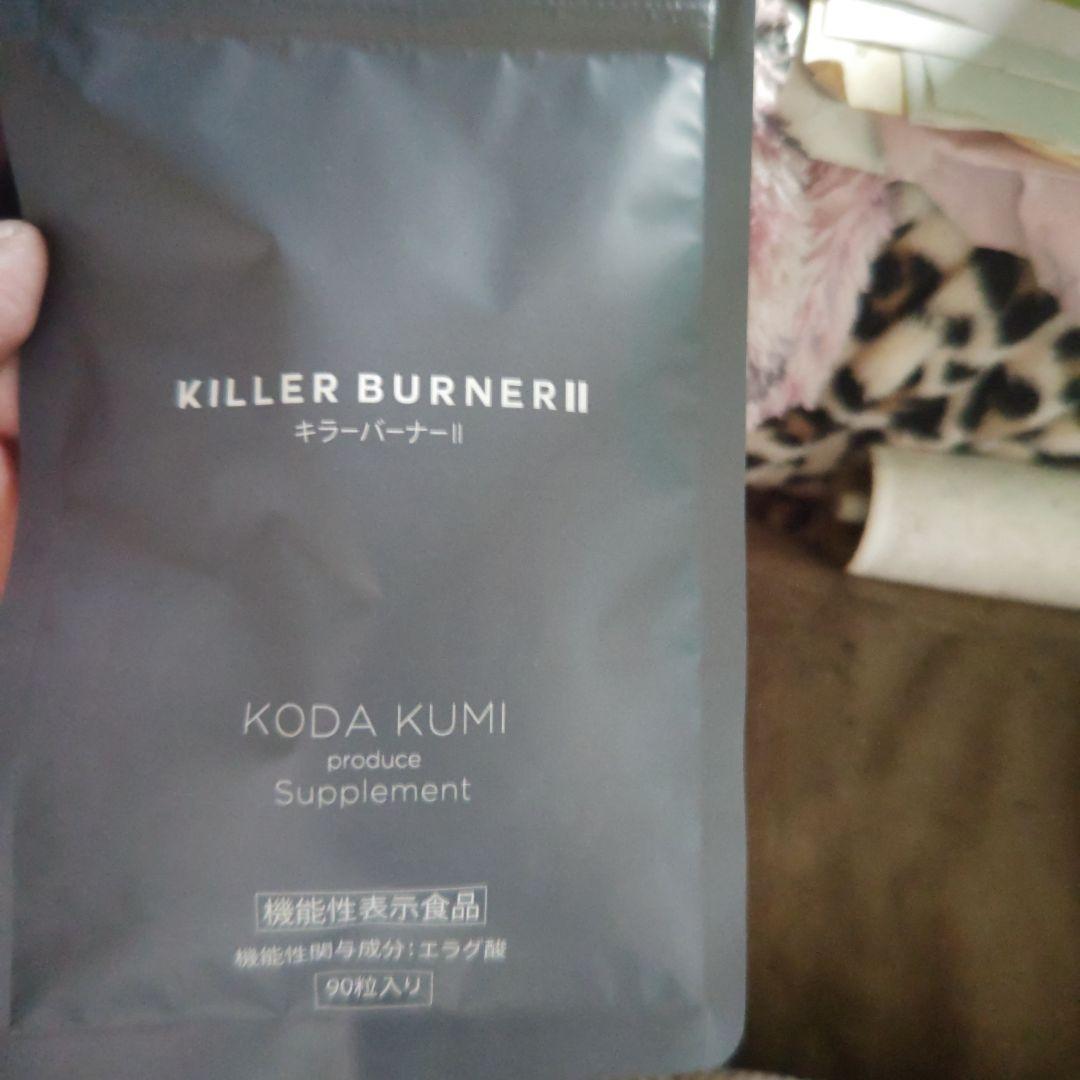 KILLER BURNERⅡ
キラーバーナーⅡ
KODA KUMI
produce
Supplement
機能性表示食品
機能性関与成分：エラグ酸
90粒入り